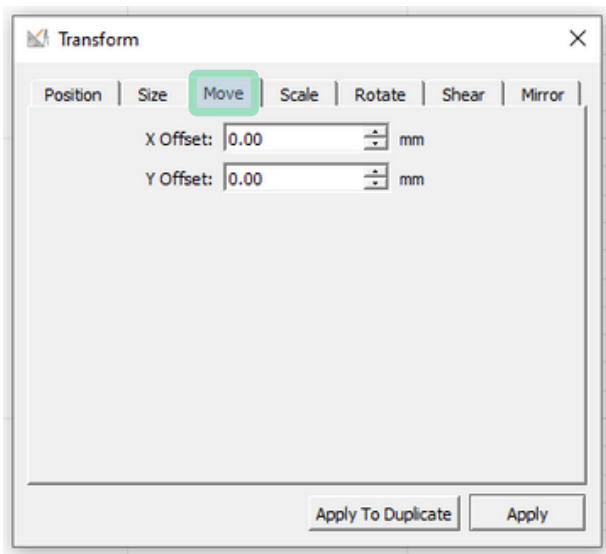 Transform
Position Size Move Scale Rotate Shear Mirror
X Offset: 0.00 mm
Y Offset: 0.00 mm
Apply To Duplicate Apply